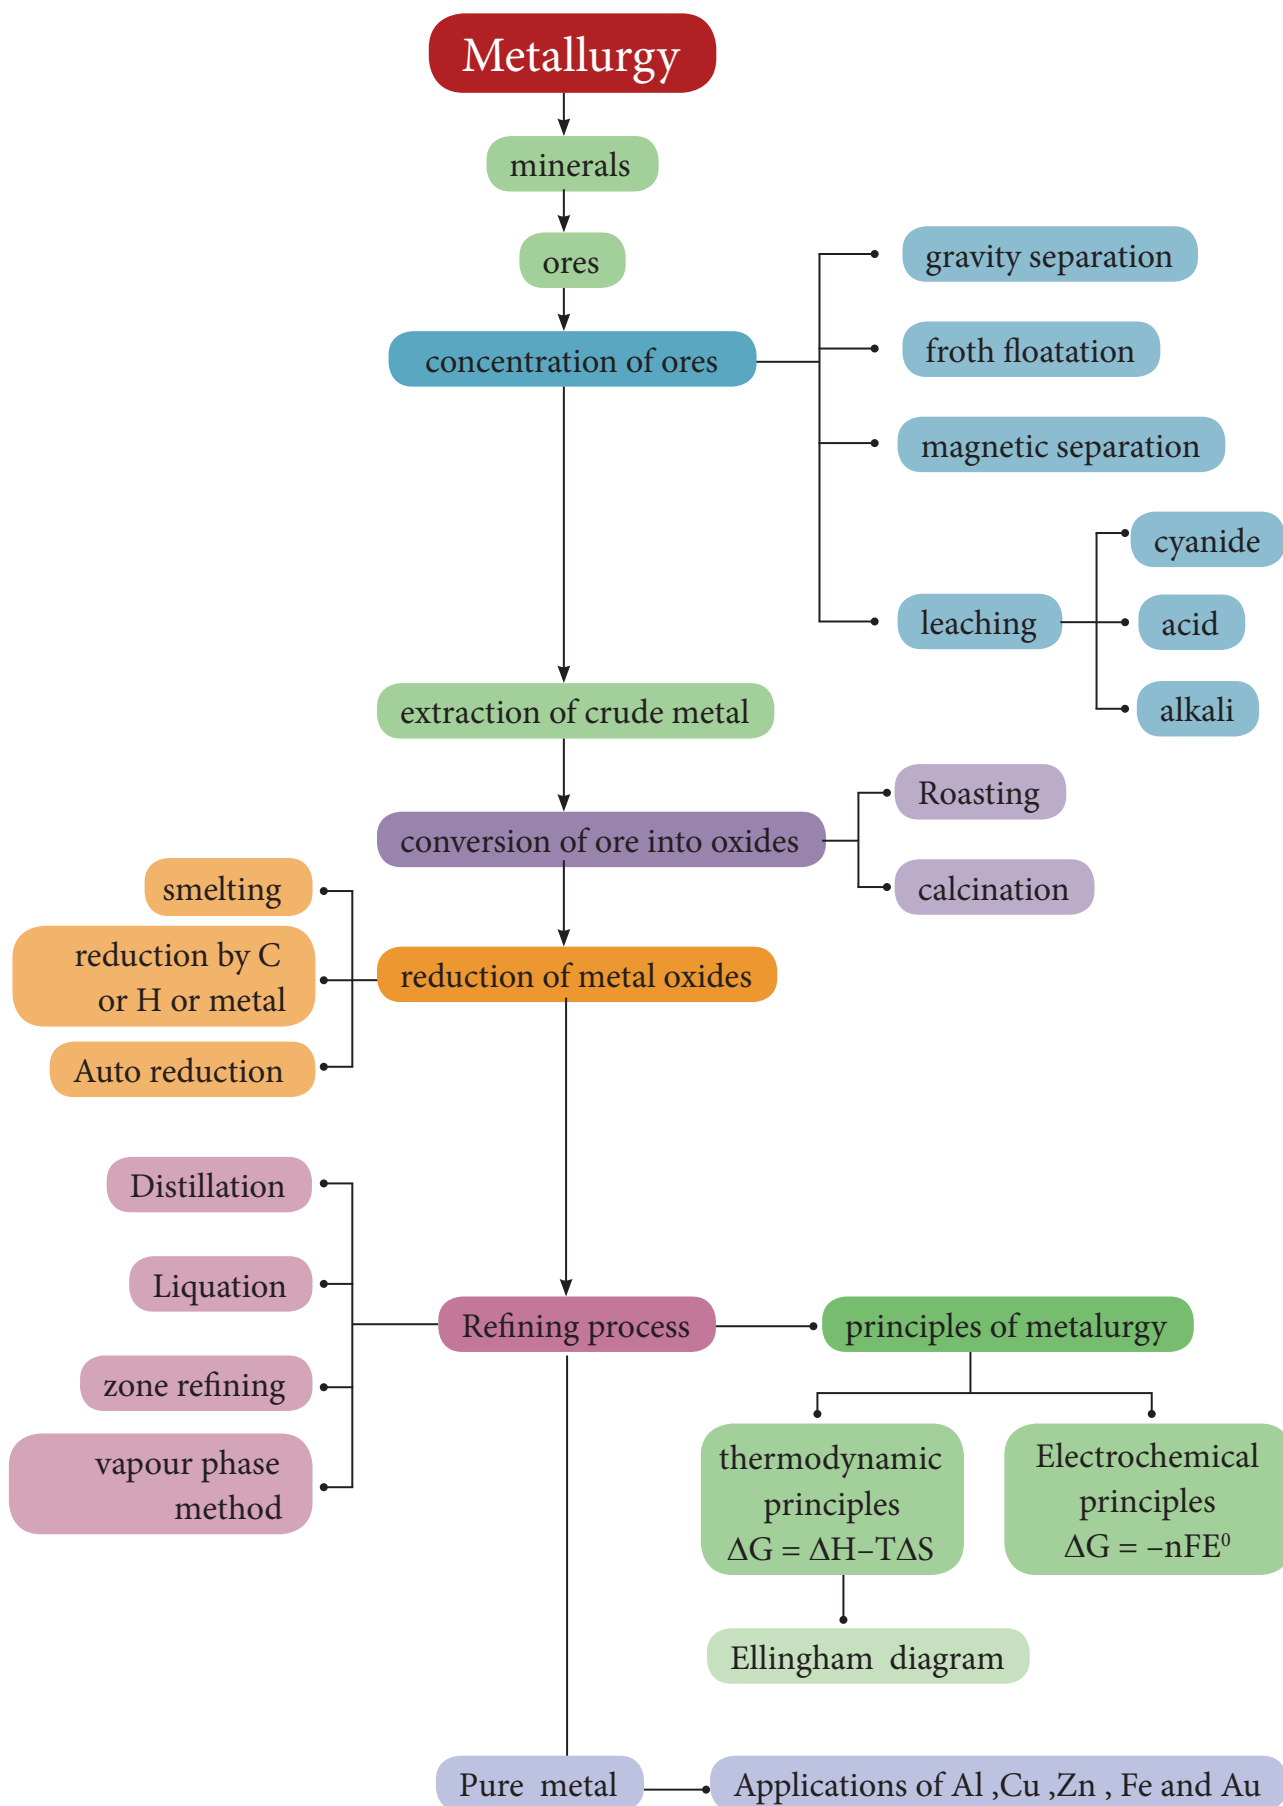 Metallurgy
minerals
ores
concentration of ores
gravity separation
froth floatation
magnetic separation
leaching
cyanide
acid
alkali
extraction of crude metal
conversion of ore into oxides
Roasting
calcination
reduction of metal oxides
smelting
reduction by C
or H or metal
Auto reduction
Refining process
Distillation
Liquation
zone refining
vapour phase
method
principles of metalurgy
thermodynamic
principles
ΔG = ΔH–TΔS
Electrochemical
principles
ΔG = –nFE⁰
Ellingham diagram
Pure metal
Applications of Al ,Cu ,Zn , Fe and Au